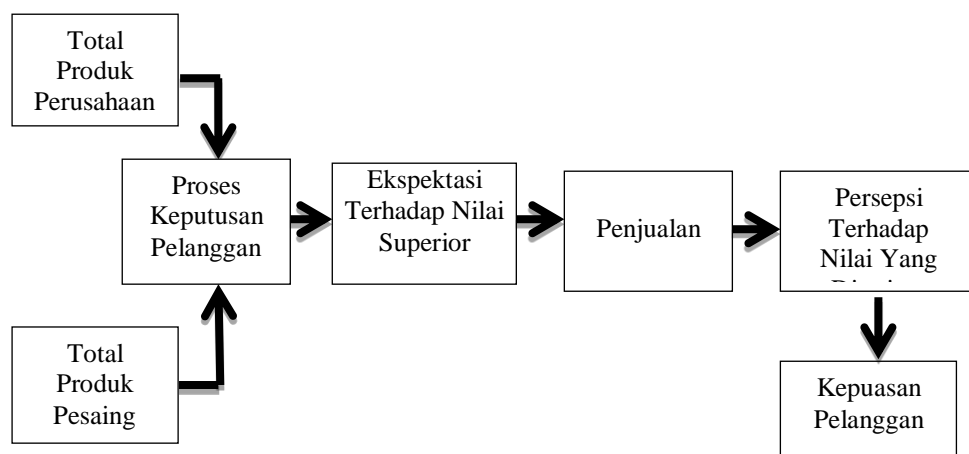 Total
Produk
Perusahaan
Proses
Keputusan
Pelanggan
Ekspektasi
Terhadap Nilai
Superior
Penjualan
Persepsi
Terhadap
Nilai Yang
Total
Produk
Pesaing
Kepuasan
Pelanggan